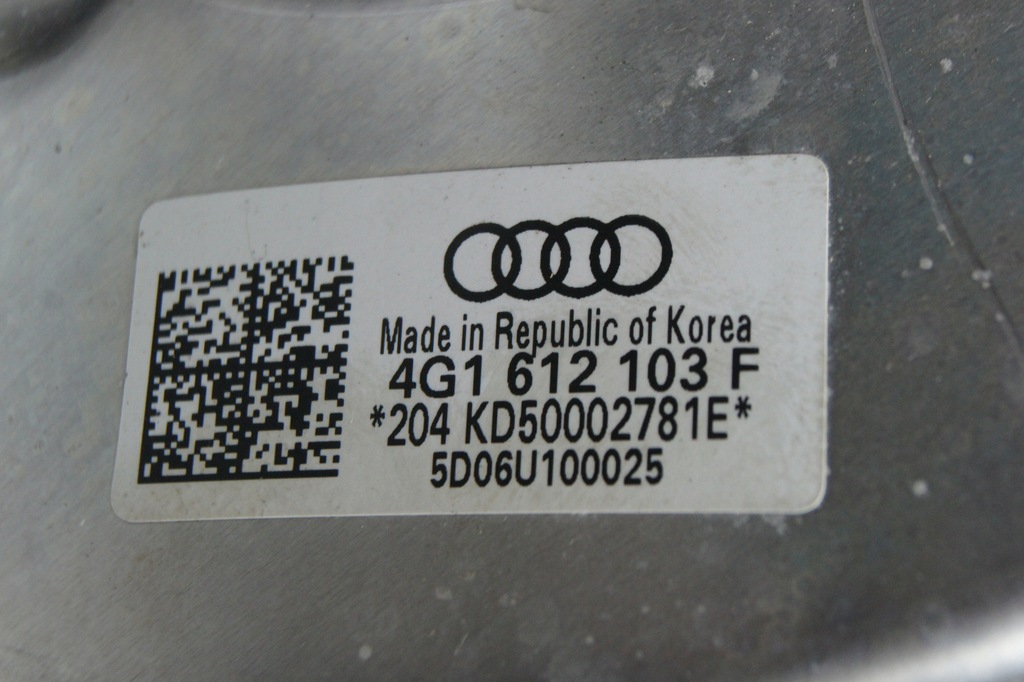 Made in Republic of Korea
4G1 612 103 F
*204 KD50002781E*
5D06U100025